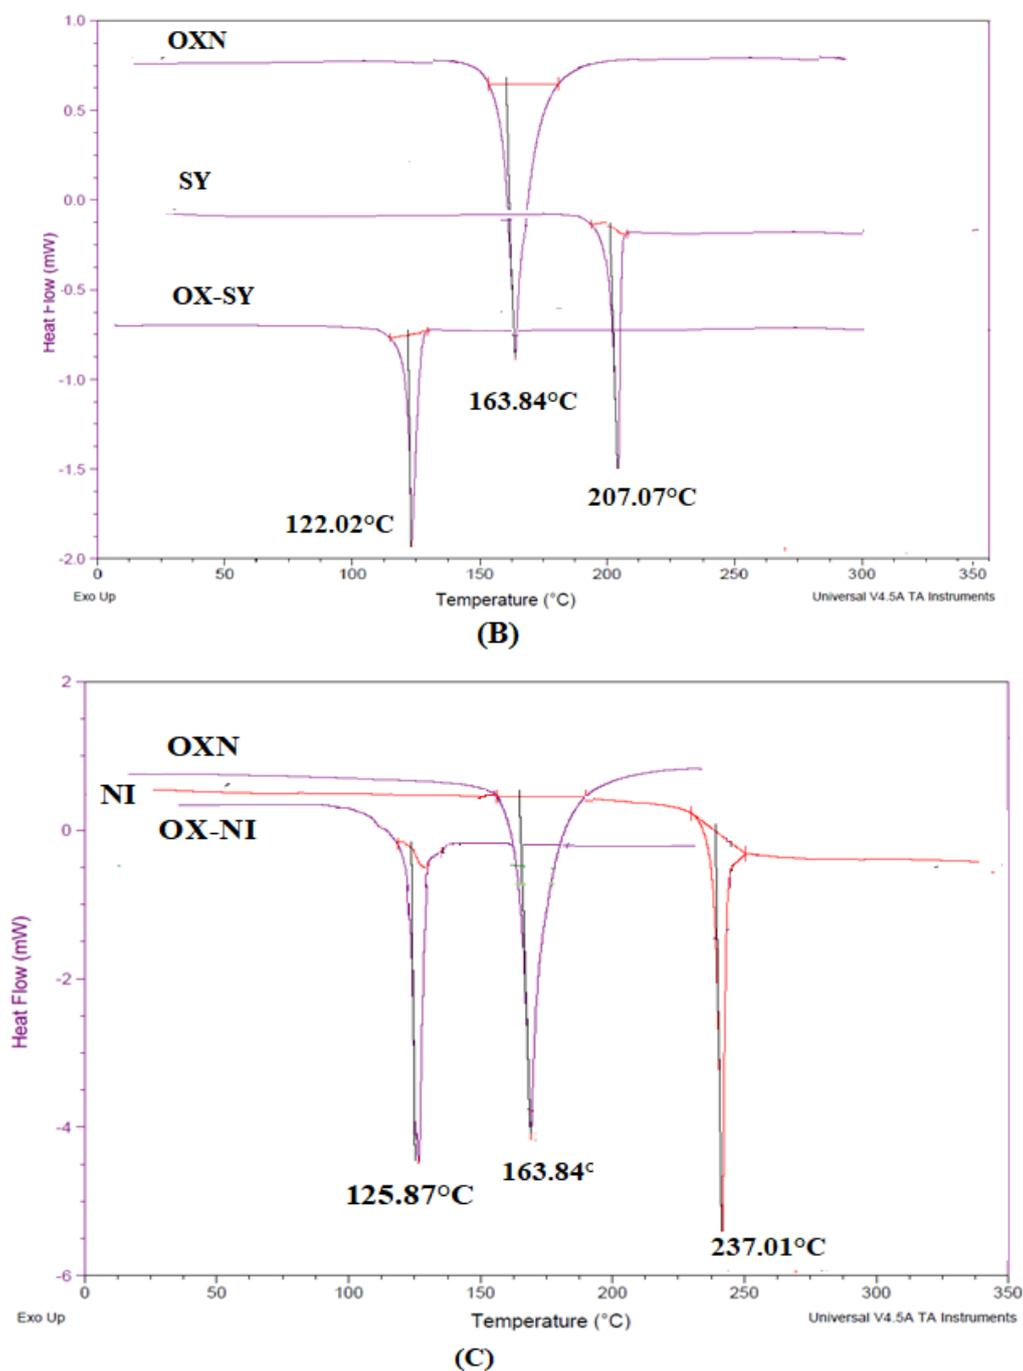 1.0
OXN
0.5
SY
0.0
Heat Flow (mW)
-0.5
OX-SY
-1.0
163.84°C
-1.5
207.07°C
122.02°C
-2.0
0 50 100 150 200 250 300 350
Exo Up
Temperature (°C)
Universal V4.5A TA Instruments
(B)
2
OXN
NI
0
OX-NI
Heat Flow (mW)
-2
-4
163.84°
125.87°C
237.01°C
-6
0 50 100 150 200 250 300 350
Exo Up
Temperature (°C)
Universal V4.5A TA Instruments
(C)